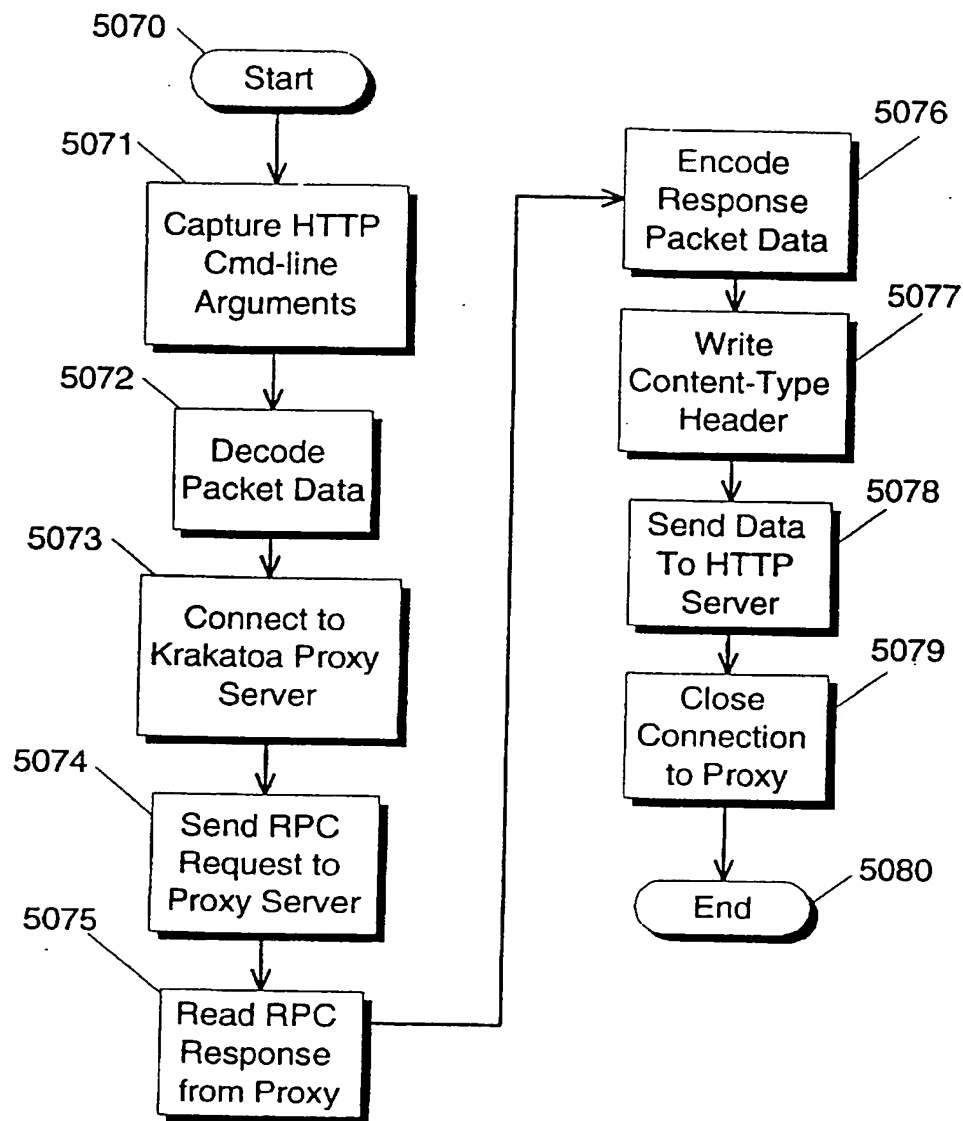 5070
Start
5071
Capture HTTP
Cmd-line
Arguments
5072
Decode
Packet Data
5073
Connect to
Krakatoa Proxy
Server
5074
Send RPC
Request to
Proxy Server
5075
Read RPC
Response
from Proxy
5076
Encode
Response
Packet Data
5077
Write
Content-Type
Header
5078
Send Data
To HTTP
Server
5079
Close
Connection
to Proxy
5080
End